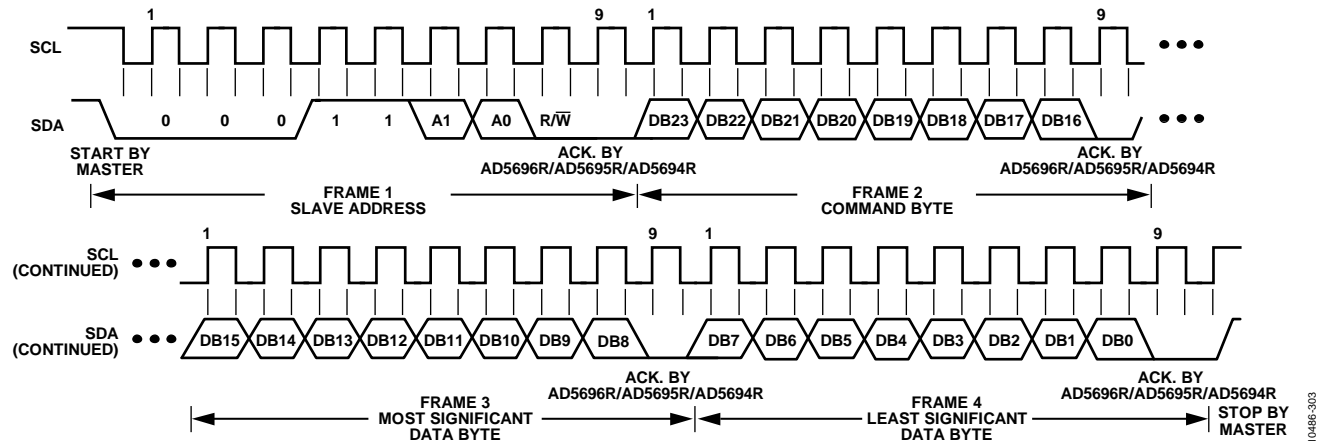 1 9 1 9
SCL
SDA 0 0 0 1 1 A1 A0 R/W̅ DB23 DB22 DB21 DB20 DB19 DB18 DB17 DB16
START BY
MASTER
ACK. BY
AD5696R/AD5695R/AD5694R
ACK. BY
AD5696R/AD5695R/AD5694R
FRAME 1
SLAVE ADDRESS
FRAME 2
COMMAND BYTE
1 9 1 9
SCL
(CONTINUED)
SDA
(CONTINUED)
DB15 DB14 DB13 DB12 DB11 DB10 DB9 DB8 DB7 DB6 DB5 DB4 DB3 DB2 DB1 DB0
ACK. BY
AD5696R/AD5695R/AD5694R
ACK. BY
AD5696R/AD5695R/AD5694R
FRAME 3
MOST SIGNIFICANT
DATA BYTE
FRAME 4
LEAST SIGNIFICANT
DATA BYTE
STOP BY
MASTER
10486-303